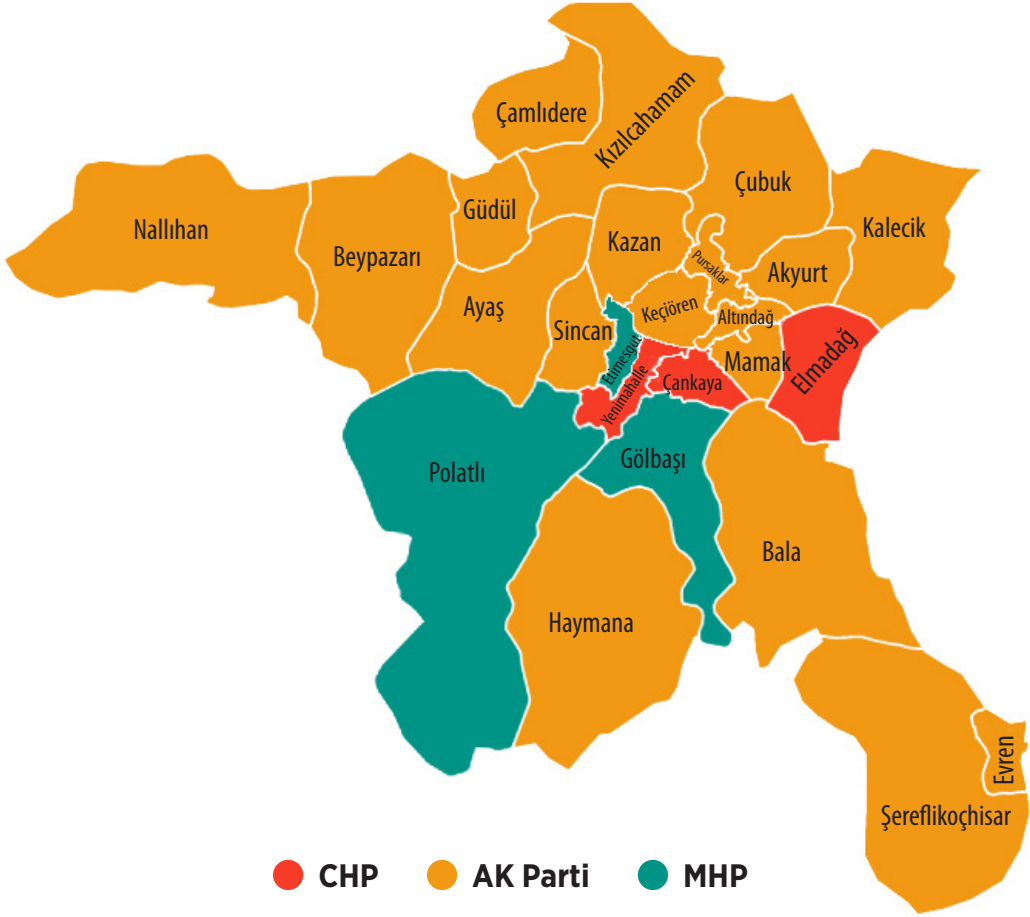 Çamlıdere
Kızılcahamam
Çubuk
Güdül
Kalecik
Nallıhan
Kazan
Beypazarı
Pursaklar
Akyurt
Ayaş
Keçiören
Altındağ
Sincan
Etimesgut
Mamak
Elmadağ
Yenimahalle
Çankaya
Polatlı
Gölbaşı
Bala
Haymana
Evren
Şereflikoçhisar
CHP AK Parti MHP